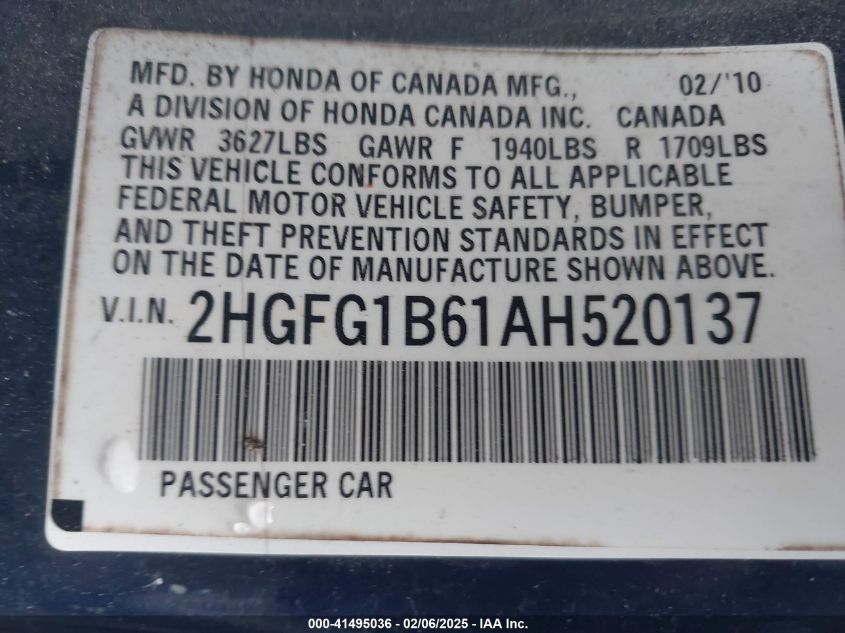 MFD. BY HONDA OF CANADA MFG., 02/'10
A DIVISION OF HONDA CANADA INC. CANADA
GVWR 3627LBS GAWR F 1940LBS R 1709LBS
THIS VEHICLE CONFORMS TO ALL APPLICABLE
FEDERAL MOTOR VEHICLE SAFETY, BUMPER,
AND THEFT PREVENTION STANDARDS IN EFFECT
ON THE DATE OF MANUFACTURE SHOWN ABOVE.
V.I.N. 2HGFG1B61AH520137
PASSENGER CAR
000-41495036 - 02/06/2025 - IAA Inc.